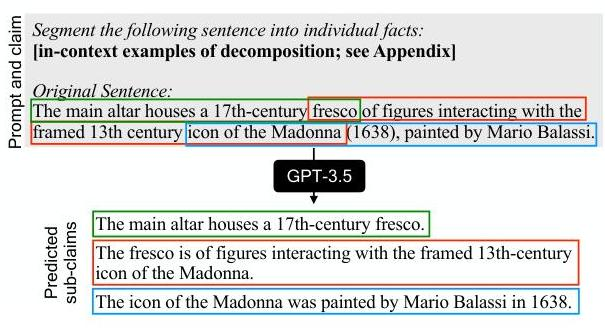 Prompt and claim
Segment the following sentence into individual facts:
[in-context examples of decomposition; see Appendix]
Original Sentence:
The main altar houses a 17th-century fresco of figures interacting with the
framed 13th century icon of the Madonna (1638), painted by Mario Balassi.
GPT-3.5
Predicted
sub-claims
The main altar houses a 17th-century fresco.
The fresco is of figures interacting with the framed 13th-century
icon of the Madonna.
The icon of the Madonna was painted by Mario Balassi in 1638.